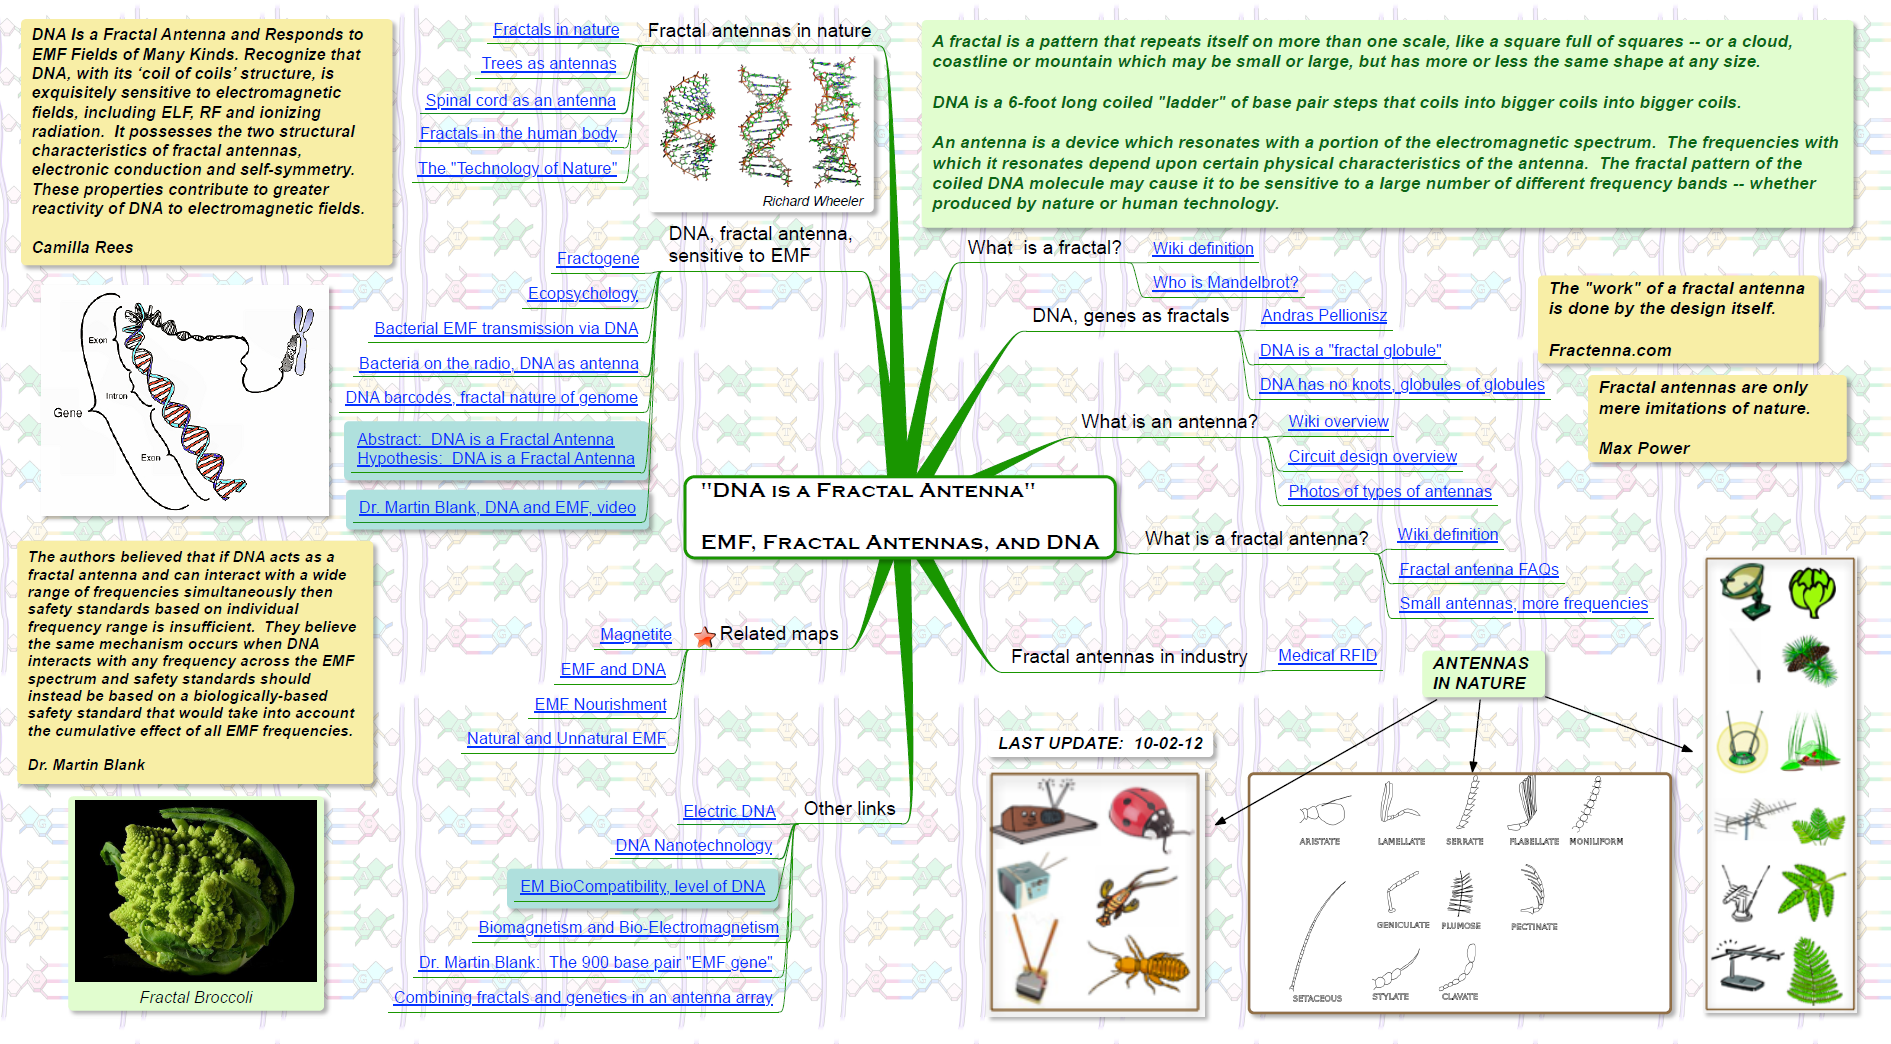 DNA Is a Fractal Antenna and Responds to
EMF Fields of Many Kinds. Recognize that
DNA, with its ‘coil of coils’ structure, is
exquisitely sensitive to electromagnetic
fields, including ELF, RF and ionizing
radiation.  It possesses the two structural
characteristics of fractal antennas,
electronic conduction and self-symmetry.
These properties contribute to greater
reactivity of DNA to electromagnetic fields.
Camilla Rees
Exon
Intron
Gene
Exon
The authors believed that if DNA acts as a
fractal antenna and can interact with a wide
range of frequencies simultaneously then
safety standards based on individual
frequency range is insufficient.  They believe
the same mechanism occurs when DNA
interacts with any frequency across the EMF
spectrum and safety standards should
instead be based on a biologically-based
safety standard that would take into account
the cumulative effect of all EMF frequencies.
Dr. Martin Blank
Fractal Broccoli
Fractal antennas in nature
Fractals in nature
Trees as antennas
Spinal cord as an antenna
Fractals in the human body
The "Technology of Nature"
Richard Wheeler
DNA, fractal antenna,
sensitive to EMF
Fractogene
Ecopsychology
Bacterial EMF transmission via DNA
Bacteria on the radio, DNA as antenna
DNA barcodes, fractal nature of genome
Abstract:  DNA is a Fractal Antenna
Hypothesis:  DNA is a Fractal Antenna
Dr. Martin Blank, DNA and EMF, video
"DNA is a Fractal Antenna"
EMF, Fractal Antennas, and DNA
Related maps
Magnetite
EMF and DNA
EMF Nourishment
Natural and Unnatural EMF
Other links
Electric DNA
DNA Nanotechnology
EM BioCompatibility, level of DNA
Biomagnetism and Bio-Electromagnetism
Dr. Martin Blank:  The 900 base pair "EMF gene"
Combining fractals and genetics in an antenna array
A fractal is a pattern that repeats itself on more than one scale, like a square full of squares -- or a cloud,
coastline or mountain which may be small or large, but has more or less the same shape at any size.
DNA is a 6-foot long coiled "ladder" of base pair steps that coils into bigger coils into bigger coils.
An antenna is a device which resonates with a portion of the electromagnetic spectrum.  The frequencies with
which it resonates depend upon certain physical characteristics of the antenna.  The fractal pattern of the
coiled DNA molecule may cause it to be sensitive to a large number of different frequency bands -- whether
produced by nature or human technology.
What  is a fractal?
Wiki definition
Who is Mandelbrot?
DNA, genes as fractals
Andras Pellionisz
DNA is a "fractal globule"
DNA has no knots, globules of globules
What is an antenna?
Wiki overview
Circuit design overview
Photos of types of antennas
What is a fractal antenna?
Wiki definition
Fractal antenna FAQs
Small antennas, more frequencies
Fractal antennas in industry
Medical RFID
The "work" of a fractal antenna
is done by the design itself.
Fractenna.com
Fractal antennas are only
mere imitations of nature.
Max Power
ANTENNAS
IN NATURE
LAST UPDATE:  10-02-12
ARISTATE
LAMELLATE
SERRATE
FLABELLATE
MONILIFORM
GENICULATE
PLUMOSE
PECTINATE
SETACEOUS
STYLATE
CLAVATE